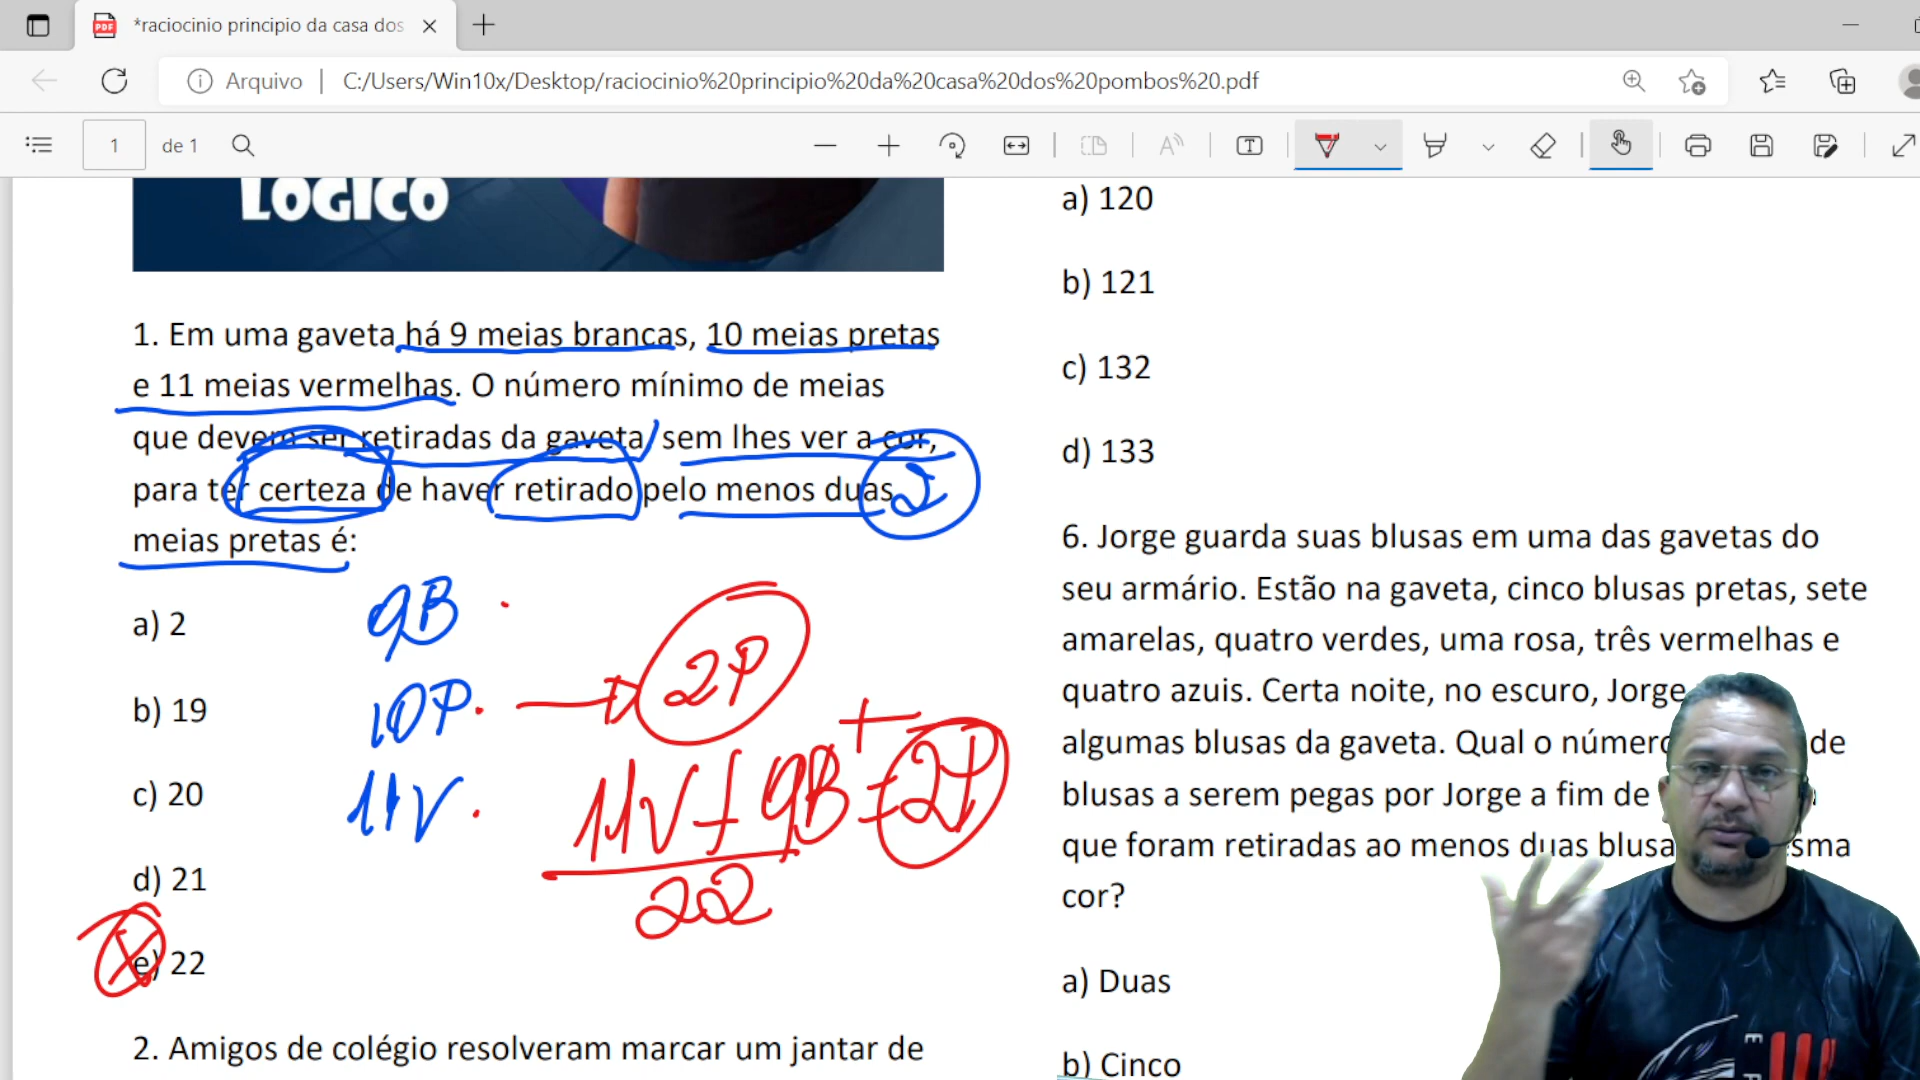 *raciocinio principio da casa dos
Arquivo
C:/Users/Win10x/Desktop/raciocinio%20principio%20da%20casa%20dos%20pombos%20.pdf
1
de 1
LOGICO
1. Em uma gaveta há 9 meias brancas, 10 meias pretas
e 11 meias vermelhas. O número mínimo de meias
que devem ser retiradas da gaveta, sem lhes ver a cor,
para ter certeza de haver retirado pelo menos duas
meias pretas é:
a) 2
b) 19
c) 20
d) 21
e) 22
9B
10P
11V
2P
11V + 9B + 2P
22
2. Amigos de colégio resolveram marcar um jantar de
a) 120
b) 121
c) 132
d) 133
6. Jorge guarda suas blusas em uma das gavetas do
seu armário. Estão na gaveta, cinco blusas pretas, sete
amarelas, quatro verdes, uma rosa, três vermelhas e
quatro azuis. Certa noite, no escuro, Jorge
algumas blusas da gaveta. Qual o número de
blusas a serem pegas por Jorge a fim de
que foram retiradas ao menos duas
cor?
a) Duas
b) Cinco